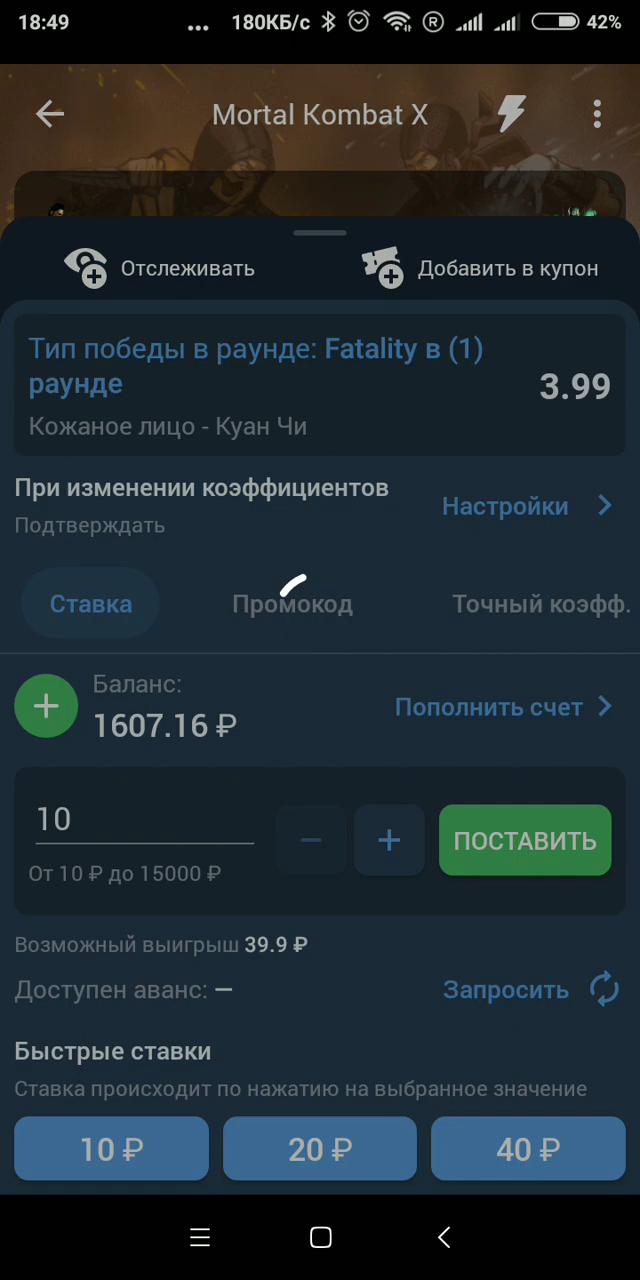 18:49 ... 180КБ/с R 42%
Mortal Kombat X
Отслеживать Добавить в купон
Тип победы в раунде: Fatality в (1)
раунде
3.99
Кожаное лицо - Куан Чи
При изменении коэффициентов
Настройки
Подтверждать
Ставка Промокод Точный коэфф.
Баланс:
1607.16 ₽
Пополнить счет
10
ПОСТАВИТЬ
От 10 ₽ до 15000 ₽
Возможный выигрыш 39.9 ₽
Доступен аванс: —
Запросить
Быстрые ставки
Ставка происходит по нажатию на выбранное значение
10 ₽ 20 ₽ 40 ₽